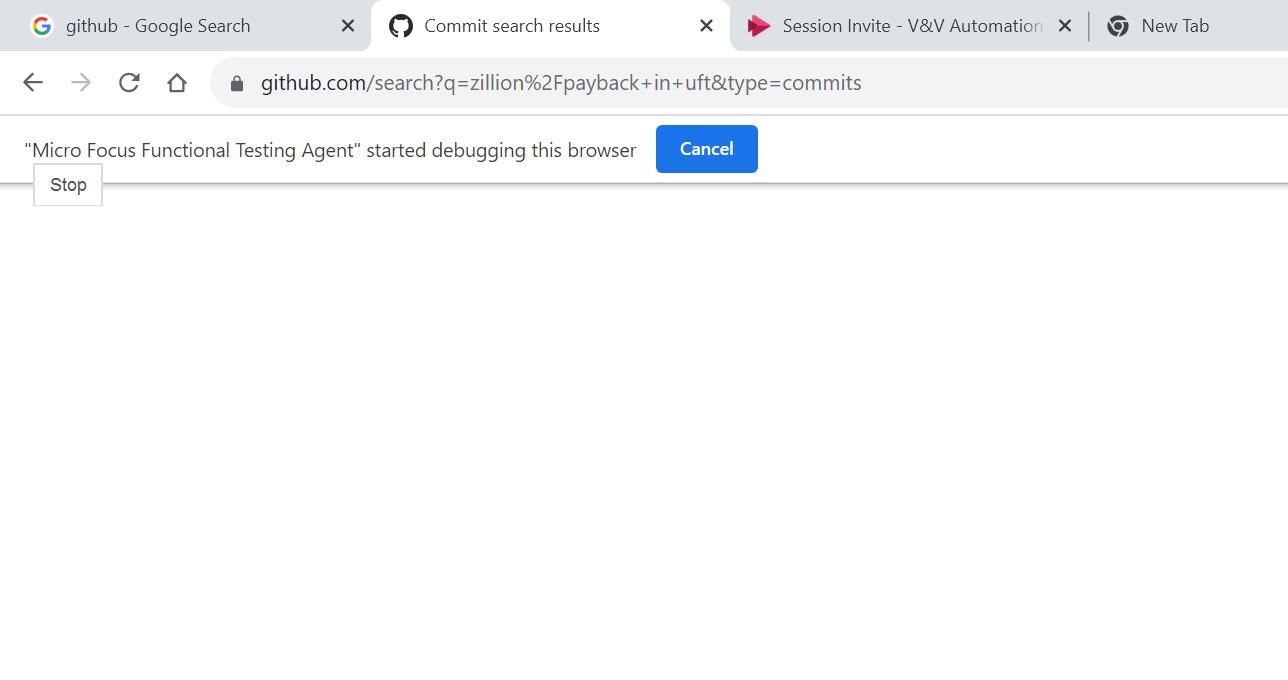 github - Google Search
Commit search results
Session Invite - V&V Automation
New Tab
github.com/search?q=zillion%2Fpayback+in+uft&type=commits
"Micro Focus Functional Testing Agent" started debugging this browser
Cancel
Stop